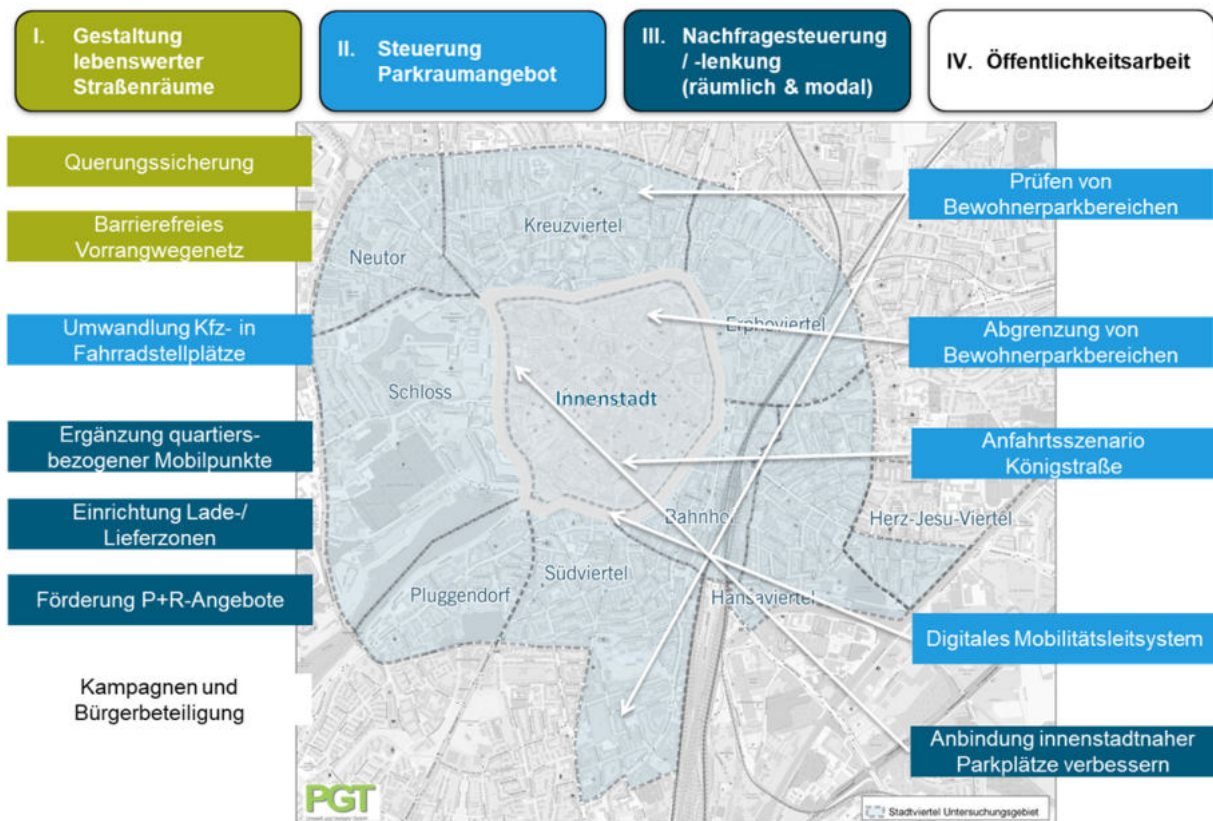 I. Gestaltung
lebenswerter
Straßenräume
II. Steuerung
Parkraumangebot
III. Nachfragesteuerung
/ -lenkung
(räumlich & modal)
IV. Öffentlichkeitsarbeit
Querungssicherung
Barrierefreies
Vorrangwegenetz
Umwandlung Kfz- in
Fahrradstellplätze
Ergänzung quartiers-
bezogener Mobilpunkte
Einrichtung Lade-/
Lieferzonen
Förderung P+R-Angebote
Kampagnen und
Bürgerbeteiligung
Kreuzviertel
Neutor
Erphoviertel
Schloss
Innenstadt
Bahnhof
Herz-Jesu-Viertel
Südviertel
Pluggendorf
Hansaviertel
Prüfen von
Bewohnerparkbereichen
Abgrenzung von
Bewohnerparkbereichen
Anfahrtsszenario
Königstraße
Digitales Mobilitätsleitsystem
Anbindung innenstadtnaher
Parkplätze verbessern
PGT
Stadtviertel Untersuchungsgebiet